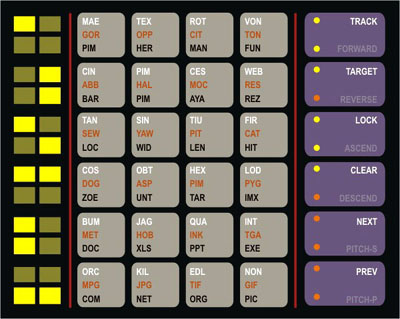 MAE TEX ROT VON TRACK
GOR OPP CIT TON
PIM HER MAN FUN FORWARD
CIN PIM CES WEB TARGET
ABB HAL MOC RES
BAR PIM AYA REZ REVERSE
TAN SIN TIU FIR LOCK
SEW YAW PIT CAT
LOC WID LEN HIT ASCEND
COS OBT HEX LOD CLEAR
DOG ASP PIM PYG
ZOE UNT TAR IMX DESCEND
BUM JAG QUA INT NEXT
MET HOB INK TGA
DOC XLS PPT EXE PITCH-S
ORC KIL EDL NON PREV
MPG JPG TIF GIF
COM NET ORG PIC PITCH-P